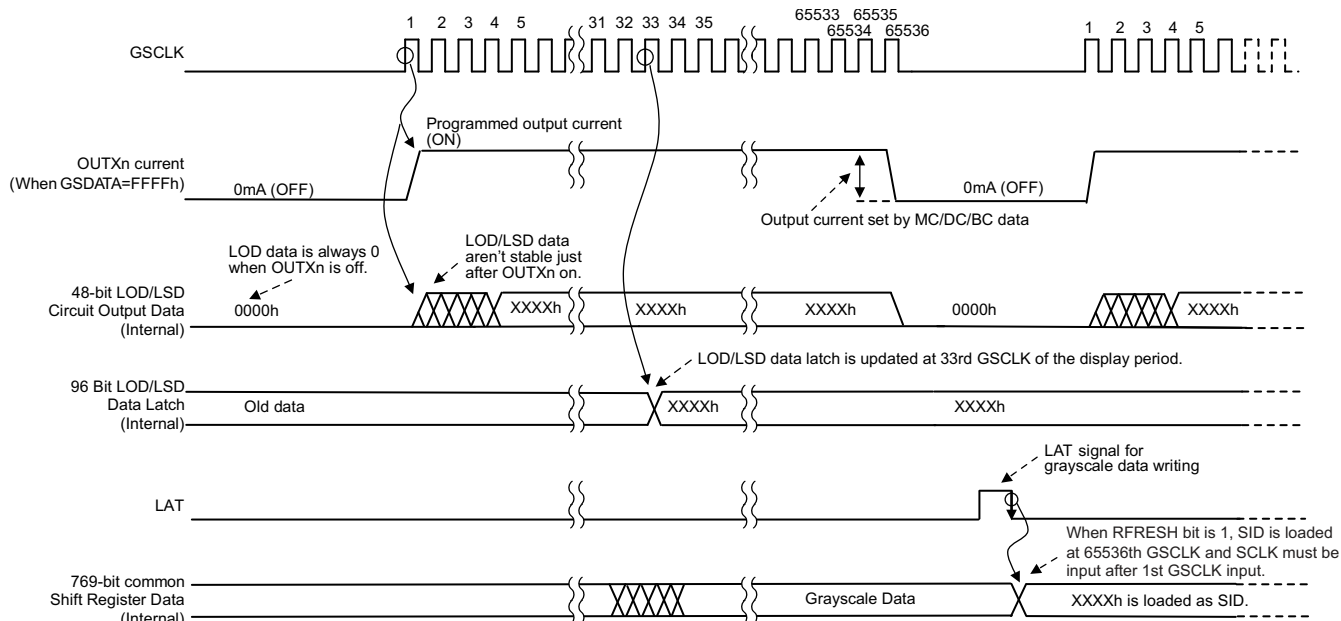 1 2 3 4 5 31 32 33 34 35 65533 65535 1 2 3 4 5
65534 65536
GSCLK
Programmed output current
(ON)
OUTXn current
(When GSDATA=FFFFh)
0mA (OFF)
0mA (OFF)
Output current set by MC/DC/BC data
LOD data is always 0
when OUTXn is off.
LOD/LSD data
aren't stable just
after OUTXn on.
48-bit LOD/LSD
Circuit Output Data
(Internal)
0000h
XXXXh
XXXXh
XXXXh
0000h
XXXXh
LOD/LSD data latch is updated at 33rd GSCLK of the display period.
96 Bit LOD/LSD
Data Latch
(Internal)
Old data
XXXXh
XXXXh
LAT signal for
grayscale data writing
LAT
When RFRESH bit is 1, SID is loaded
at 65536th GSCLK and SCLK must be
input after 1st GSCLK input.
769-bit common
Shift Register Data
(Internal)
Grayscale Data
XXXXh is loaded as SID.